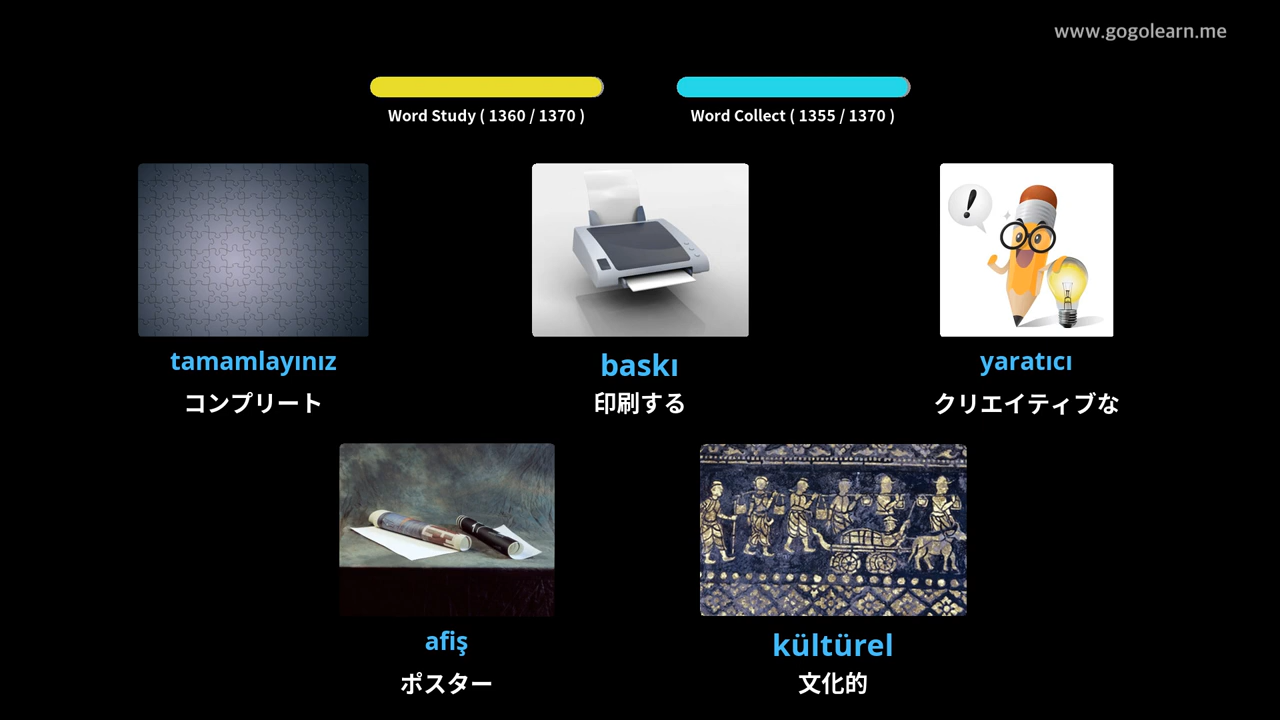 www.gogolearn.me
Word Study ( 1360 / 1370 )
Word Collect ( 1355 / 1370 )
tamamlayınız
コンプリート
baskı
印刷する
yaratıcı
クリエイティブな
afiş
ポスター
kültürel
文化的